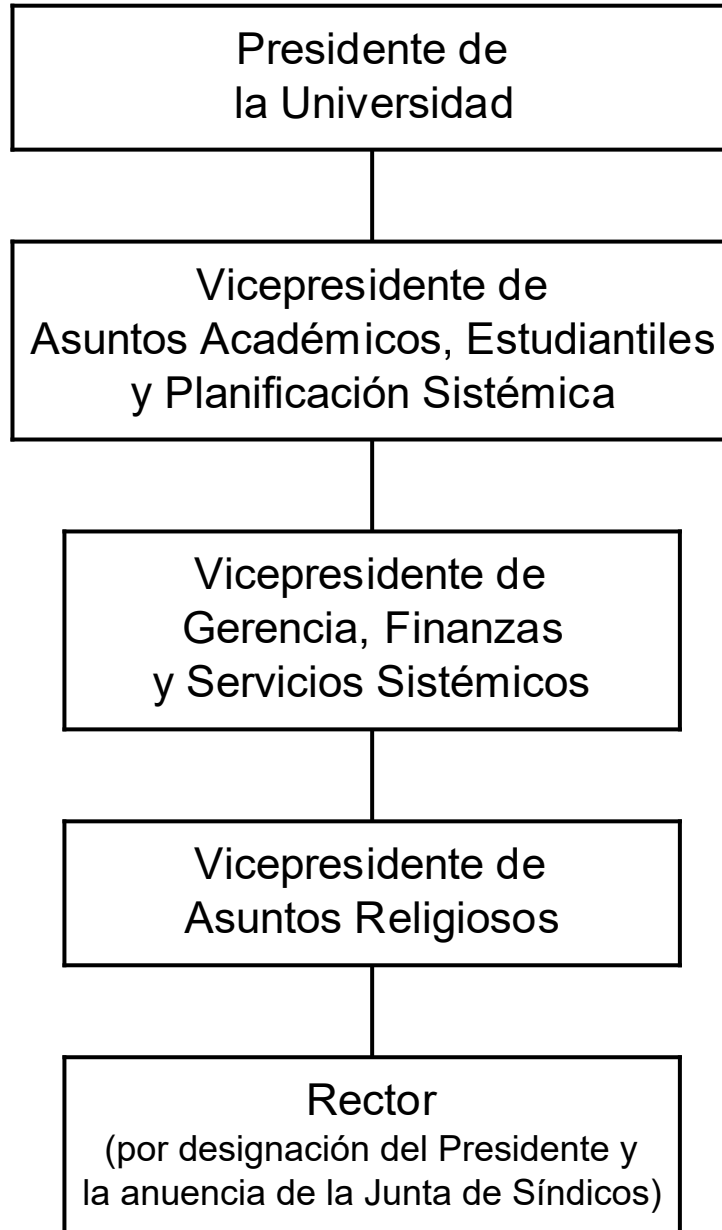 Presidente de
la Universidad
Vicepresidente de
Asuntos Académicos, Estudiantiles
y Planificación Sistémica
Vicepresidente de
Gerencia, Finanzas
y Servicios Sistémicos
Vicepresidente de
Asuntos Religiosos
Rector
(por designación del Presidente y
la anuencia de la Junta de Síndicos)